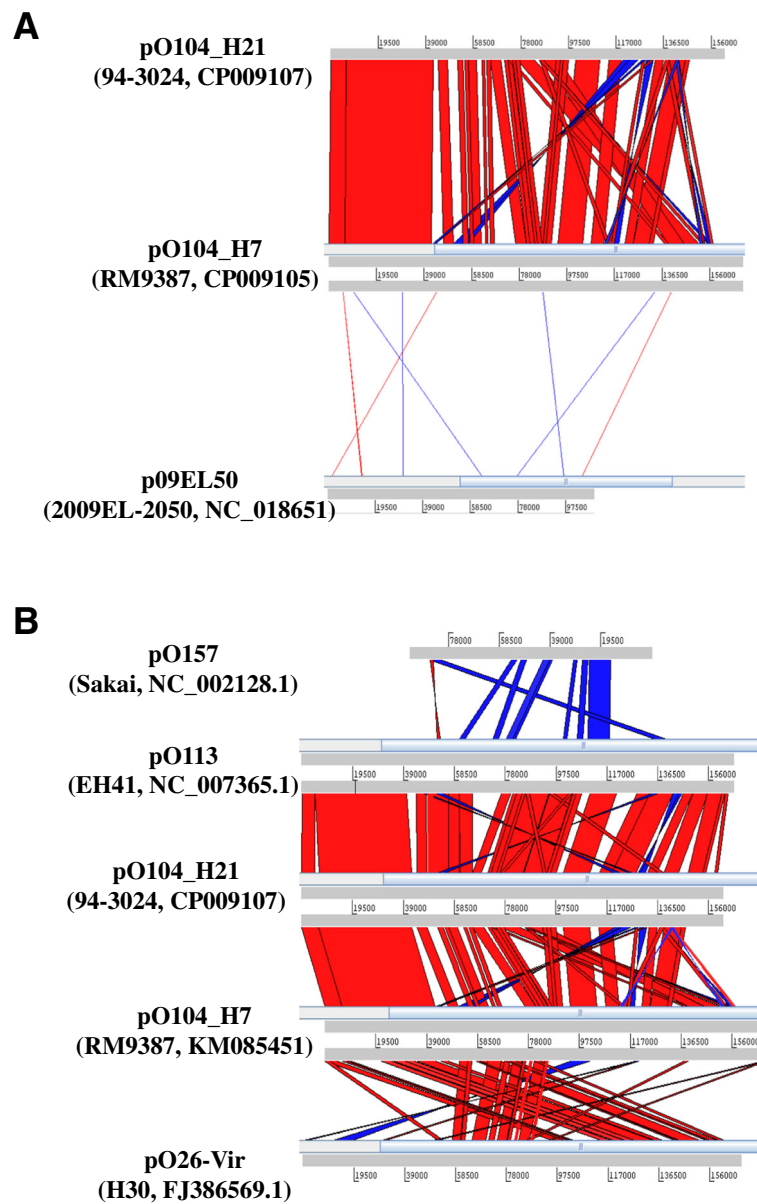 A
pO104_H21
(94-3024, CP009107)
19500 39000 58500 78000 97500 117000 136500 156000
pO104_H7
(RM9387, CP009105)
19500 39000 58500 78000 97500 117000 136500 156000
p09EL50
(2009EL-2050, NC_018651)
19500 39000 58500 78000 97500
B
pO157
(Sakai, NC_002128.1)
78000 58500 39000 19500
pO113
(EH41, NC_007365.1)
19500 39000 58500 78000 97500 117000 136500 156000
pO104_H21
(94-3024, CP009107)
19500 39000 58500 78000 97500 117000 136500 156000
pO104_H7
(RM9387, KM085451)
19500 39000 58500 78000 97500 117000 136500 156000
pO26-Vir
(H30, FJ386569.1)
19500 39000 58500 78000 97500 117000 136500 156000